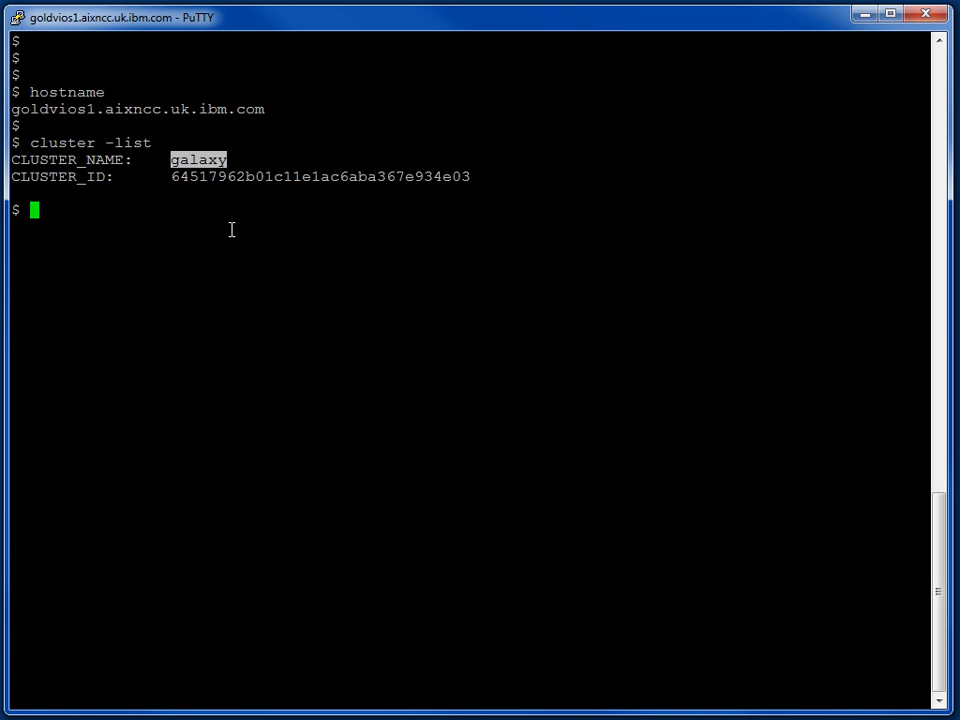 goldvios1.aixncc.uk.ibm.com - PuTTY
$
$
$
$ hostname
goldvios1.aixncc.uk.ibm.com
$
$ cluster -list
CLUSTER_NAME:    galaxy
CLUSTER_ID:      64517962b01c11e1ac6aba367e934e03
$